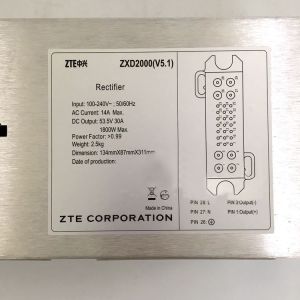 ZTE中兴 ZXD2000(V5.1)
Rectifier
Input: 100-240V~ ; 50/60Hz
AC Current: 14A Max.
DC Output: 53.5V 30A
1800W Max.
Power Factor: >0.99
Weight: 2.5kg
Dimension: 134mmX87mmX311mm
Date of production:
Made in China
ZTE CORPORATION
PIN 28: L PIN 3:Output(-)
PIN 27: N PIN 1:Output(+)
PIN 26: